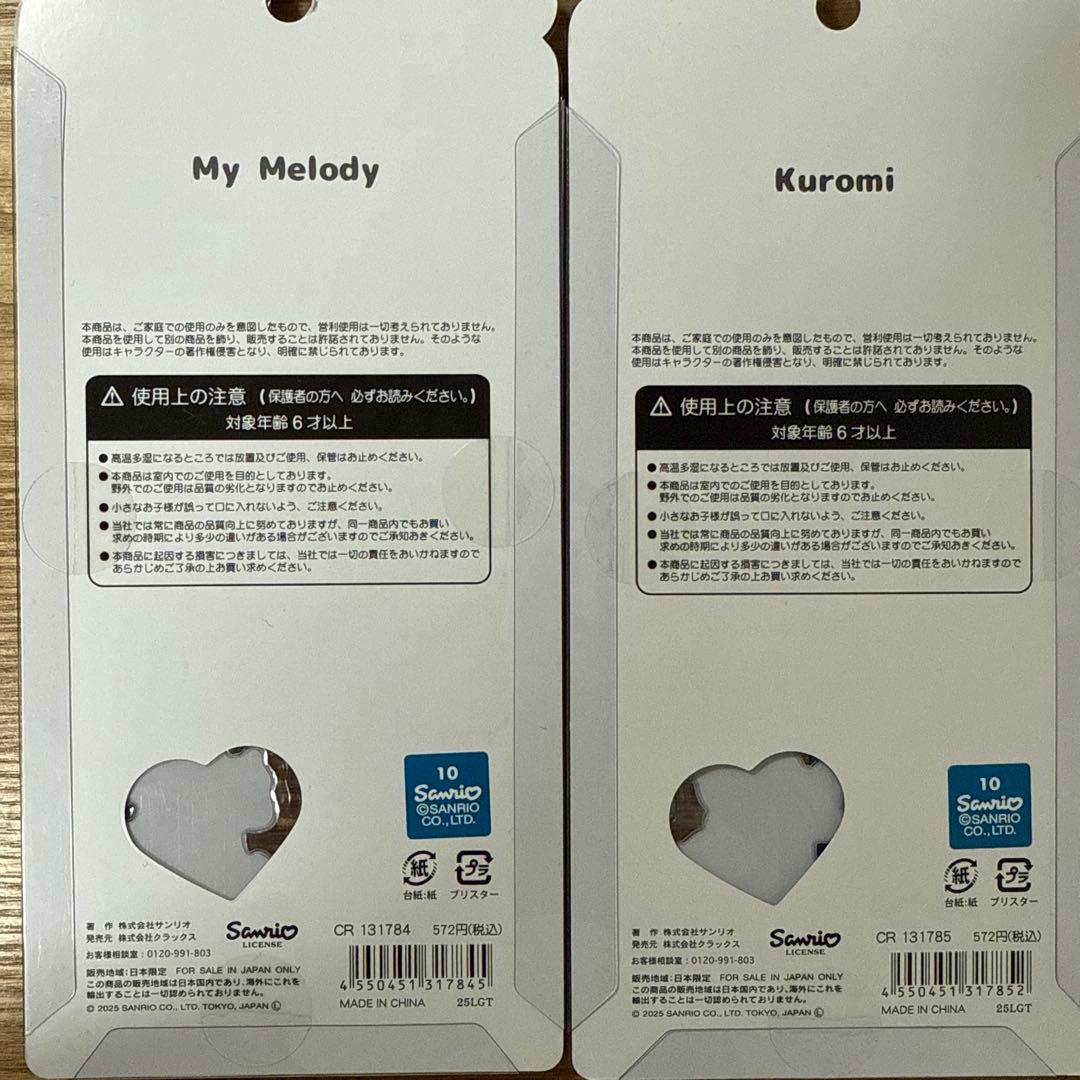 My Melody
本商品は、ご家庭での使用のみを意図したもので、営利使用は一切考えられておりません。
本商品を使用して別の商品を飾り、販売することは許諾されておりません。そのような
使用はキャラクターの著作権侵害となり、明確に禁じられております。
⚠ 使用上の注意 (保護者の方へ 必ずお読みください。)
対象年齢6才以上
● 高温多湿になるところでは放置及びご使用、保管はお止めください。
● 本商品は室内でのご使用を目的としております。
野外でのご使用は品質の劣化となりますのでお止めください。
● 小さなお子様が誤って口に入れないよう、ご注意ください。
● 当社では常に商品の品質向上に努めておりますが、同一商品内でもお買い
求めの時期により多少の違いがある場合がございますのでご承知おきください。
● 本商品に起因する損害につきましては、当社では一切の責任をおいかねますので
あらかじめご了承の上お買い求めください。
10
Sanrio
©SANRIO
CO., LTD.
紙
プラ
台紙:紙
ブリスター
著 作 株式会社サンリオ
発売元 株式会社クラックス
お客様相談室:0120-991-803
Sanrio
LICENSE
CR 131784 572円(税込)
販売地域:日本限定 FOR SALE IN JAPAN ONLY
この商品の販売地域は日本国内であり、海外にこれを
輸出することは一切認められておりません。
© 2025 SANRIO CO., LTD. TOKYO, JAPAN Ⓛ
4 550451 317845
MADE IN CHINA 25LGT
Kuromi
本商品は、ご家庭での使用のみを意図したもので、営利使用は一切考えられておりません。
本商品を使用して別の商品を飾り、販売することは許諾されておりません。そのような
使用はキャラクターの著作権侵害となり、明確に禁じられております。
⚠ 使用上の注意 (保護者の方へ 必ずお読みください。)
対象年齢6才以上
● 高温多湿になるところでは放置及びご使用、保管はお止めください。
● 本商品は室内でのご使用を目的としております。
野外でのご使用は品質の劣化となりますのでお止めください。
● 小さなお子様が誤って口に入れないよう、ご注意ください。
● 当社では常に商品の品質向上に努めておりますが、同一商品内でもお買い
求めの時期により多少の違いがある場合がございますのでご承知おきください。
● 本商品に起因する損害につきましては、当社では一切の責任をおいかねますので
あらかじめご了承の上お買い求めください。
10
Sanrio
©SANRIO
CO., LTD.
紙
プラ
台紙:紙
ブリスター
著 作 株式会社サンリオ
発売元 株式会社クラックス
お客様相談室:0120-991-803
Sanrio
LICENSE
CR 131785 572円(税込)
販売地域:日本限定 FOR SALE IN JAPAN ONLY
この商品の販売地域は日本国内であり、海外にこれを
輸出することは一切認められておりません。
© 2025 SANRIO CO., LTD. TOKYO, JAPAN Ⓛ
4 550451 317852
MADE IN CHINA 25LGT